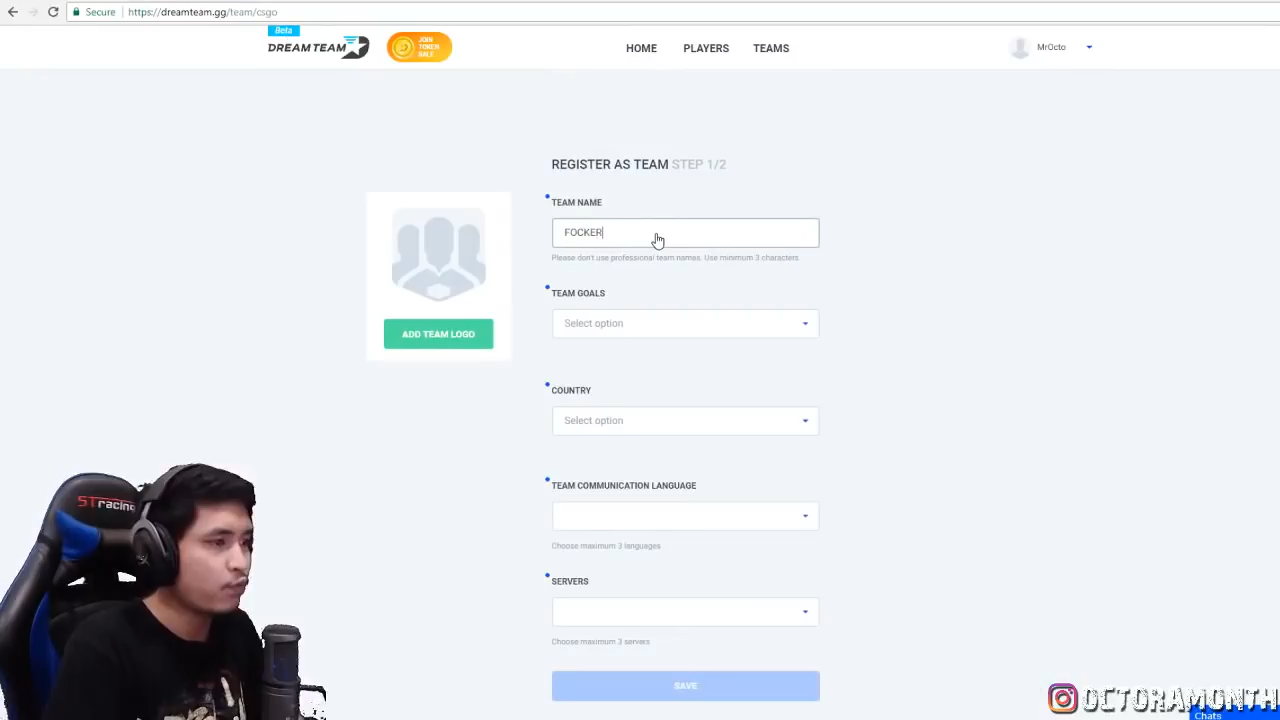 Secure https://dreamteam.gg/team/csgo
Beta
DREAM TEAM
JOIN TOKEN SALE
HOME PLAYERS TEAMS
MrOcto
REGISTER AS TEAM STEP 1/2
TEAM NAME
FOCKER
Please don't use professional team names. Use minimum 3 characters
TEAM GOALS
Select option
ADD TEAM LOGO
COUNTRY
Select option
TEAM COMMUNICATION LANGUAGE
Choose maximum 3 languages
SERVERS
Choose maximum 3 servers
SAVE
STracing
OCTORAMONTH
Chats